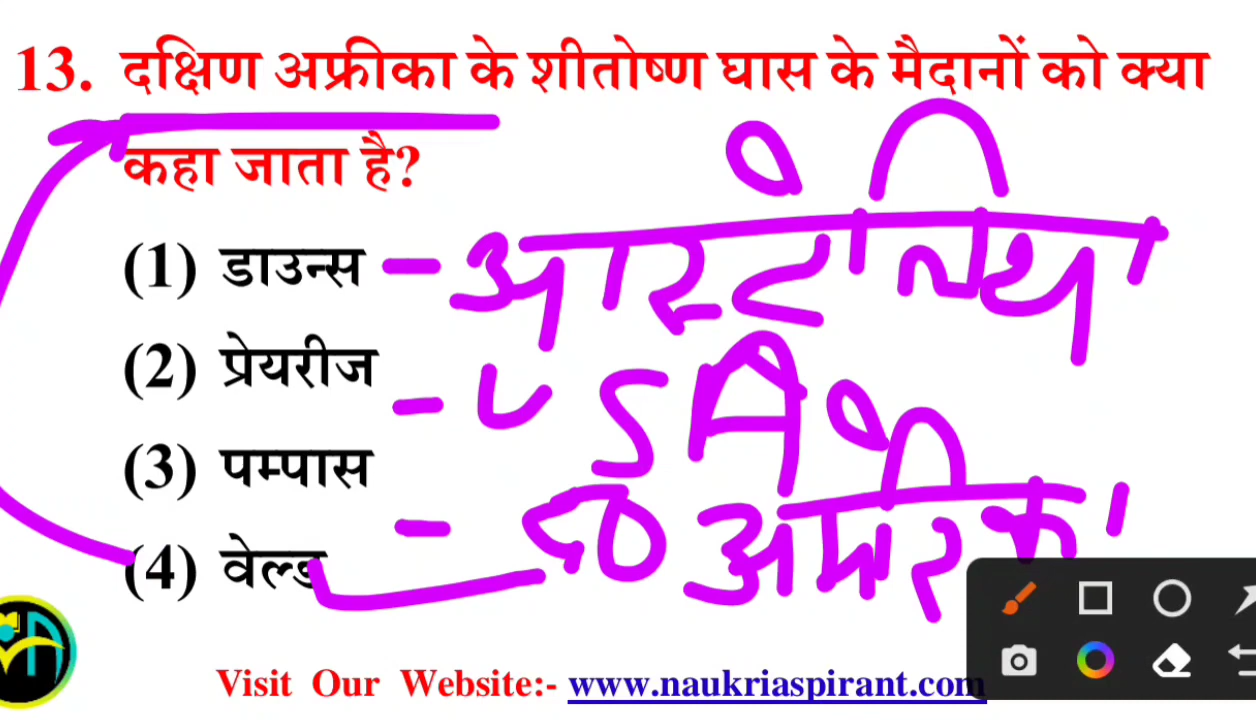 13. दक्षिण अफ्रीका के शीतोष्ण घास के मैदानों को क्या
कहा जाता है?
(1) डाउन्स - आस्ट्रेलिया
(2) प्रेयरीज - USA
(3) पम्पास - द० अमेरिका
(4) वेल्ड
Visit Our Website:- www.naukriaspirant.com